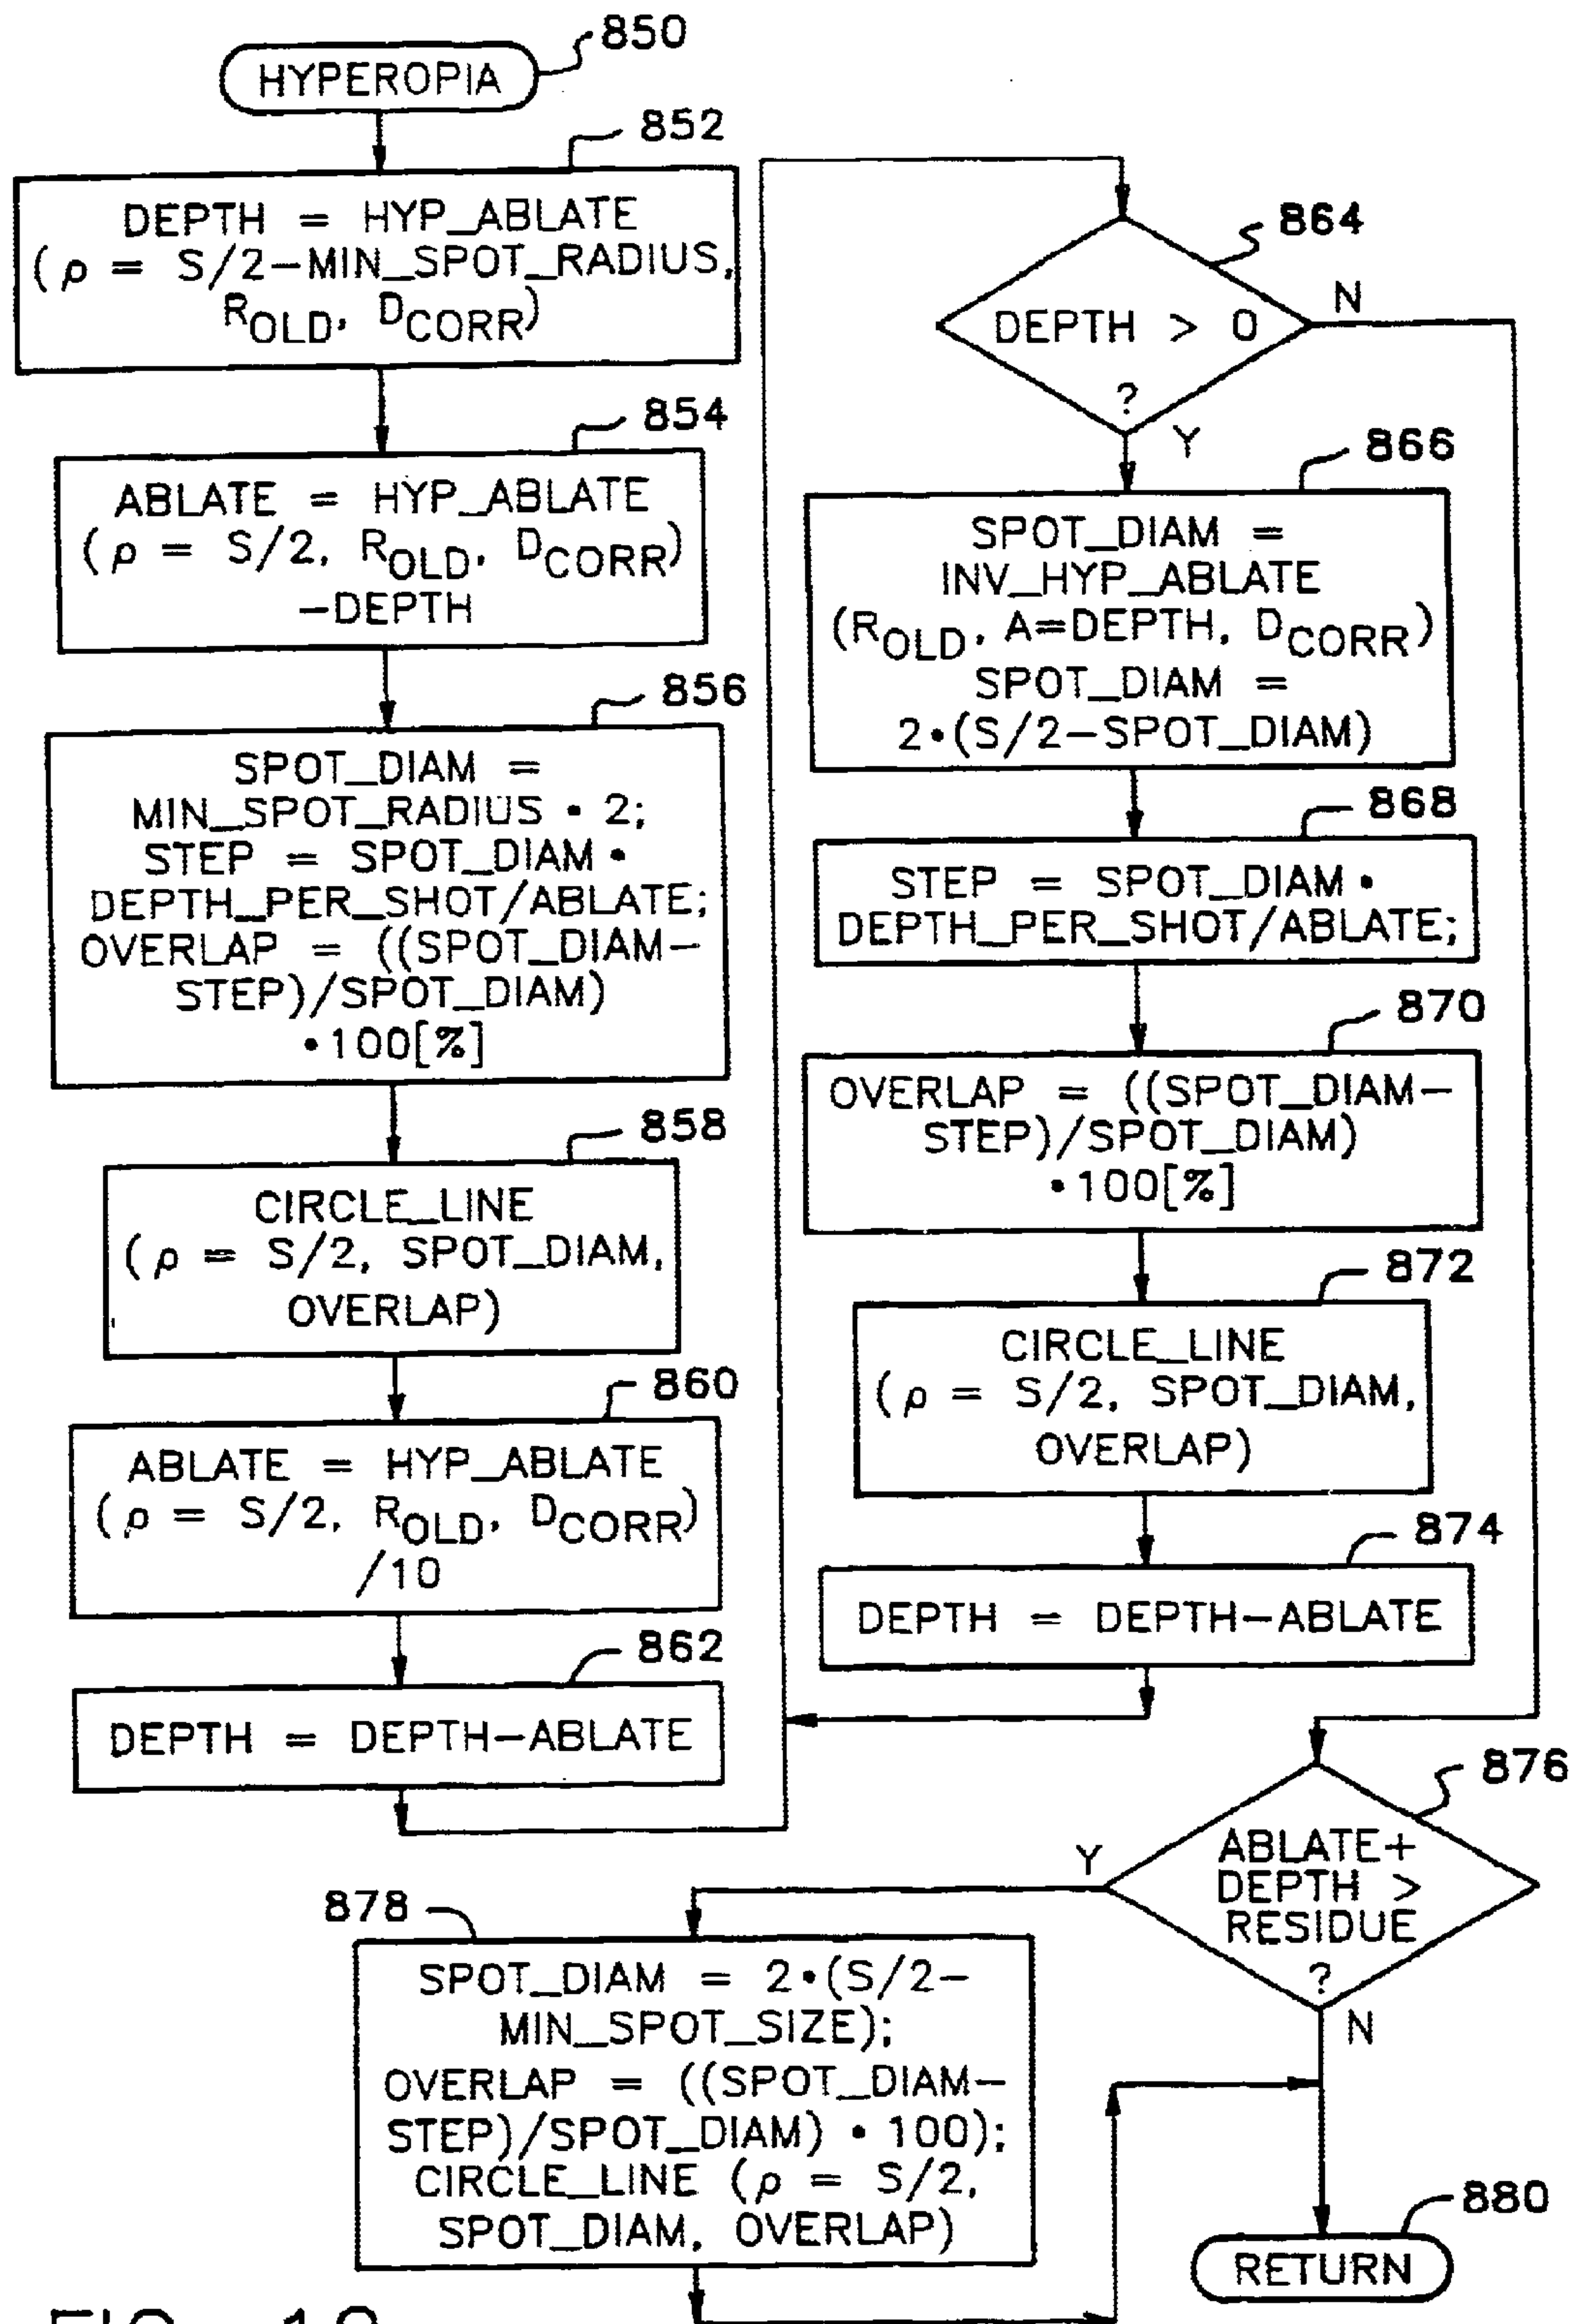 850
HYPEROPIA
852
DEPTH = HYP_ABLATE
(ρ = S/2-MIN_SPOT_RADIUS,
R_OLD, D_CORR)
854
ABLATE = HYP_ABLATE
(ρ = S/2, R_OLD, D_CORR)
-DEPTH
856
SPOT_DIAM =
MIN_SPOT_RADIUS • 2;
STEP = SPOT_DIAM •
DEPTH_PER_SHOT/ABLATE;
OVERLAP = ((SPOT_DIAM-
STEP)/SPOT_DIAM)
•100[%]
858
CIRCLE_LINE
(ρ = S/2, SPOT_DIAM,
OVERLAP)
860
ABLATE = HYP_ABLATE
(ρ = S/2, R_OLD, D_CORR)
/10
862
DEPTH = DEPTH-ABLATE
864
DEPTH > 0
?
N
Y
866
SPOT_DIAM =
INV_HYP_ABLATE
(R_OLD, A=DEPTH, D_CORR)
SPOT_DIAM =
2•(S/2-SPOT_DIAM)
868
STEP = SPOT_DIAM •
DEPTH_PER_SHOT/ABLATE;
870
OVERLAP = ((SPOT_DIAM-
STEP)/SPOT_DIAM)
•100[%]
872
CIRCLE_LINE
(ρ = S/2, SPOT_DIAM,
OVERLAP)
874
DEPTH = DEPTH-ABLATE
876
ABLATE+
DEPTH >
RESIDUE
?
Y
N
878
SPOT_DIAM = 2•(S/2-
MIN_SPOT_SIZE);
OVERLAP = ((SPOT_DIAM-
STEP)/SPOT_DIAM) • 100);
CIRCLE_LINE (ρ = S/2,
SPOT_DIAM, OVERLAP)
880
RETURN